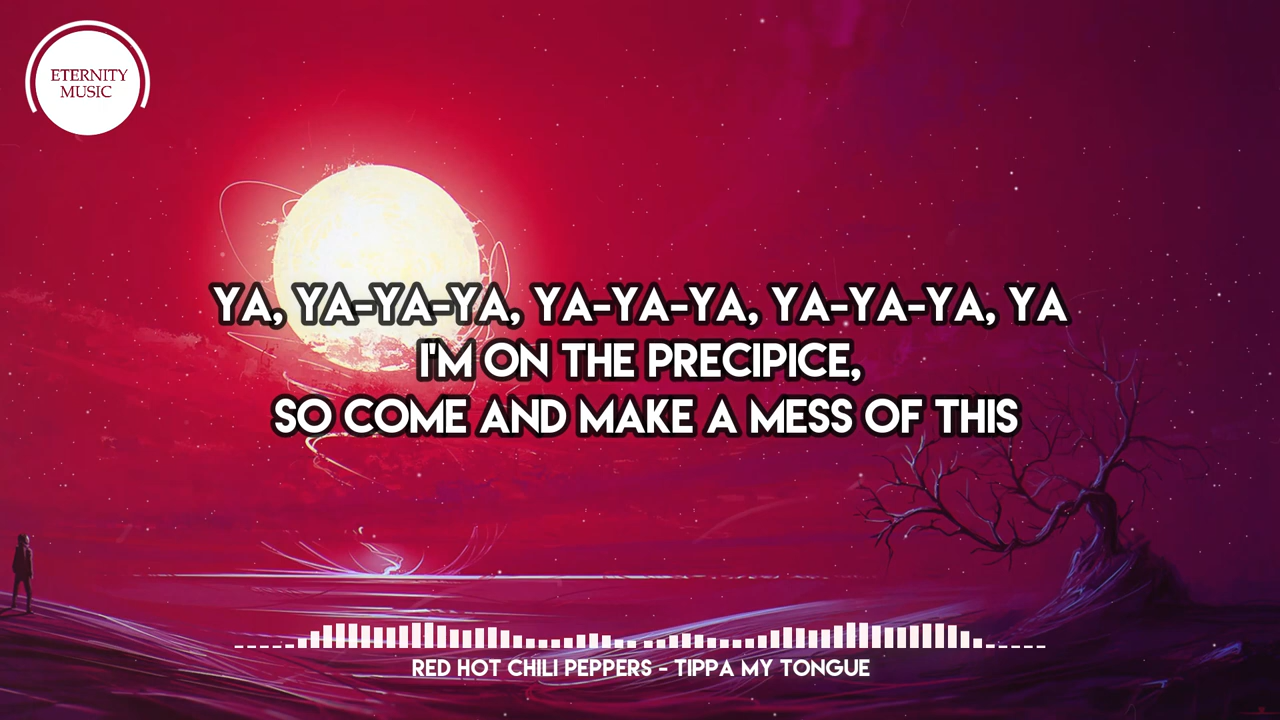 ETERNITY
MUSIC
YA, YA-YA-YA, YA-YA-YA, YA-YA-YA, YA
I'M ON THE PRECIPICE,
SO COME AND MAKE A MESS OF THIS
RED HOT CHILI PEPPERS - TIPPA MY TONGUE